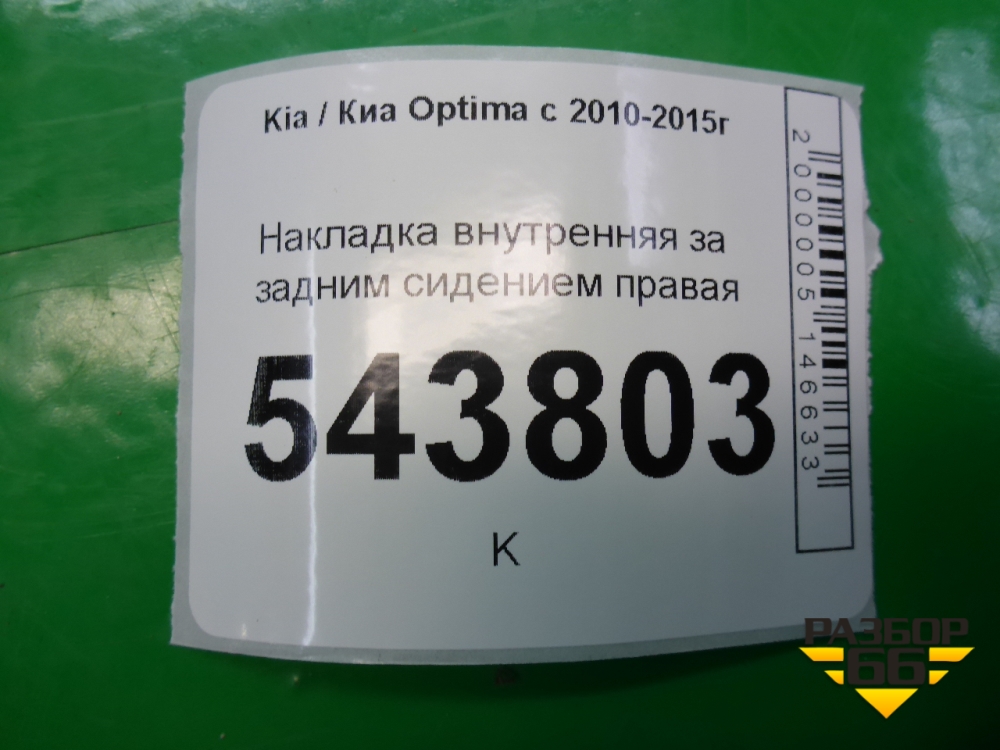 Kia / Киа Optima с 2010-2015г
Накладка внутренняя за
задним сидением правая
543803
К
2000005146633
РАЗБОР
66